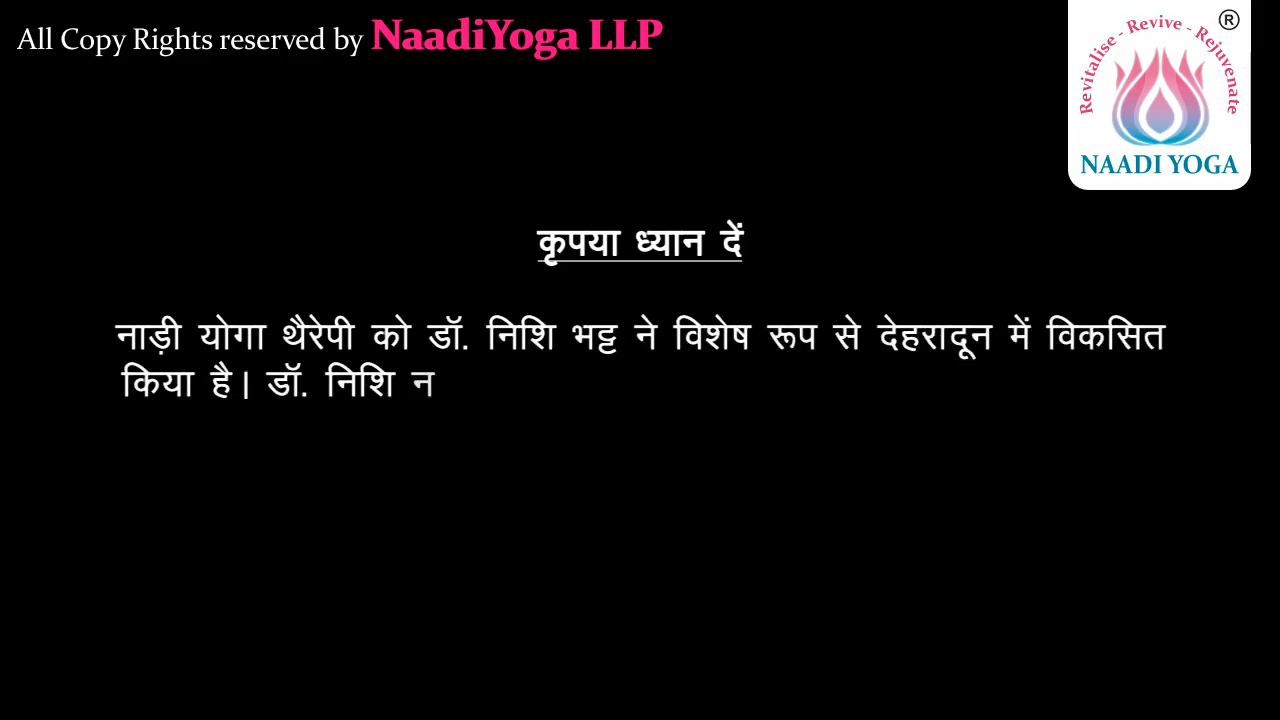 All Copy Rights reserved by NaadiYoga LLP
®
Revitalise - Revive - Rejuvenate
NAADI YOGA
कृपया ध्यान दें
नाड़ी योगा थैरेपी को डॉ. निशि भट्ट ने विशेष रूप से देहरादून में विकसित
किया है। डॉ. निशि न